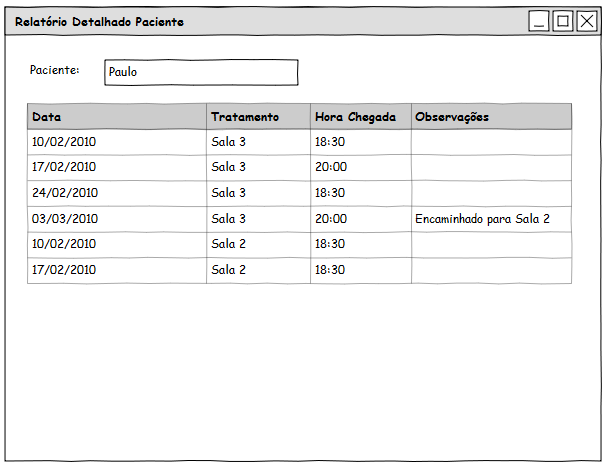 Relatório Detalhado Paciente
Paciente: Paulo
Data Tratamento Hora Chegada Observações
10/02/2010 Sala 3 18:30
17/02/2010 Sala 3 20:00
24/02/2010 Sala 3 18:30
03/03/2010 Sala 3 20:00 Encaminhado para Sala 2
10/02/2010 Sala 2 18:30
17/02/2010 Sala 2 18:30